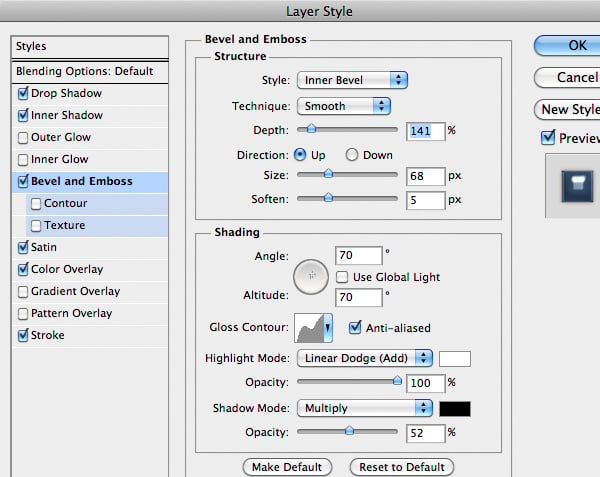 Layer Style
Styles
Blending Options: Default
Drop Shadow
Inner Shadow
Outer Glow
Inner Glow
Bevel and Emboss
Contour
Texture
Satin
Color Overlay
Gradient Overlay
Pattern Overlay
Stroke
Bevel and Emboss
Structure
Style: Inner Bevel
Technique: Smooth
Depth: 141 %
Direction: Up Down
Size: 68 px
Soften: 5 px
Shading
Angle: 70 °
Use Global Light
Altitude: 70 °
Gloss Contour: Anti-aliased
Highlight Mode: Linear Dodge (Add)
Opacity: 100 %
Shadow Mode: Multiply
Opacity: 52 %
Make Default Reset to Default
OK
Cancel
New Style
Preview